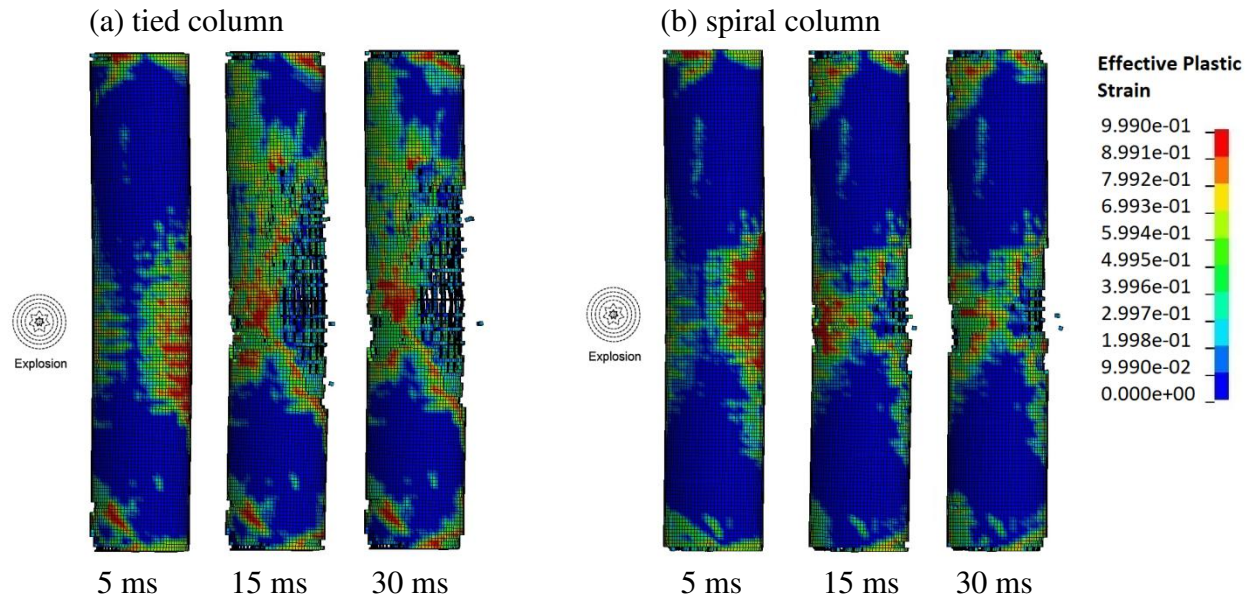 (a) tied column
(b) spiral column
Explosion
5 ms
15 ms
30 ms
Explosion
5 ms
15 ms
30 ms
Effective Plastic
Strain
9.990e-01
8.991e-01
7.992e-01
6.993e-01
5.994e-01
4.995e-01
3.996e-01
2.997e-01
1.998e-01
9.990e-02
0.000e+00